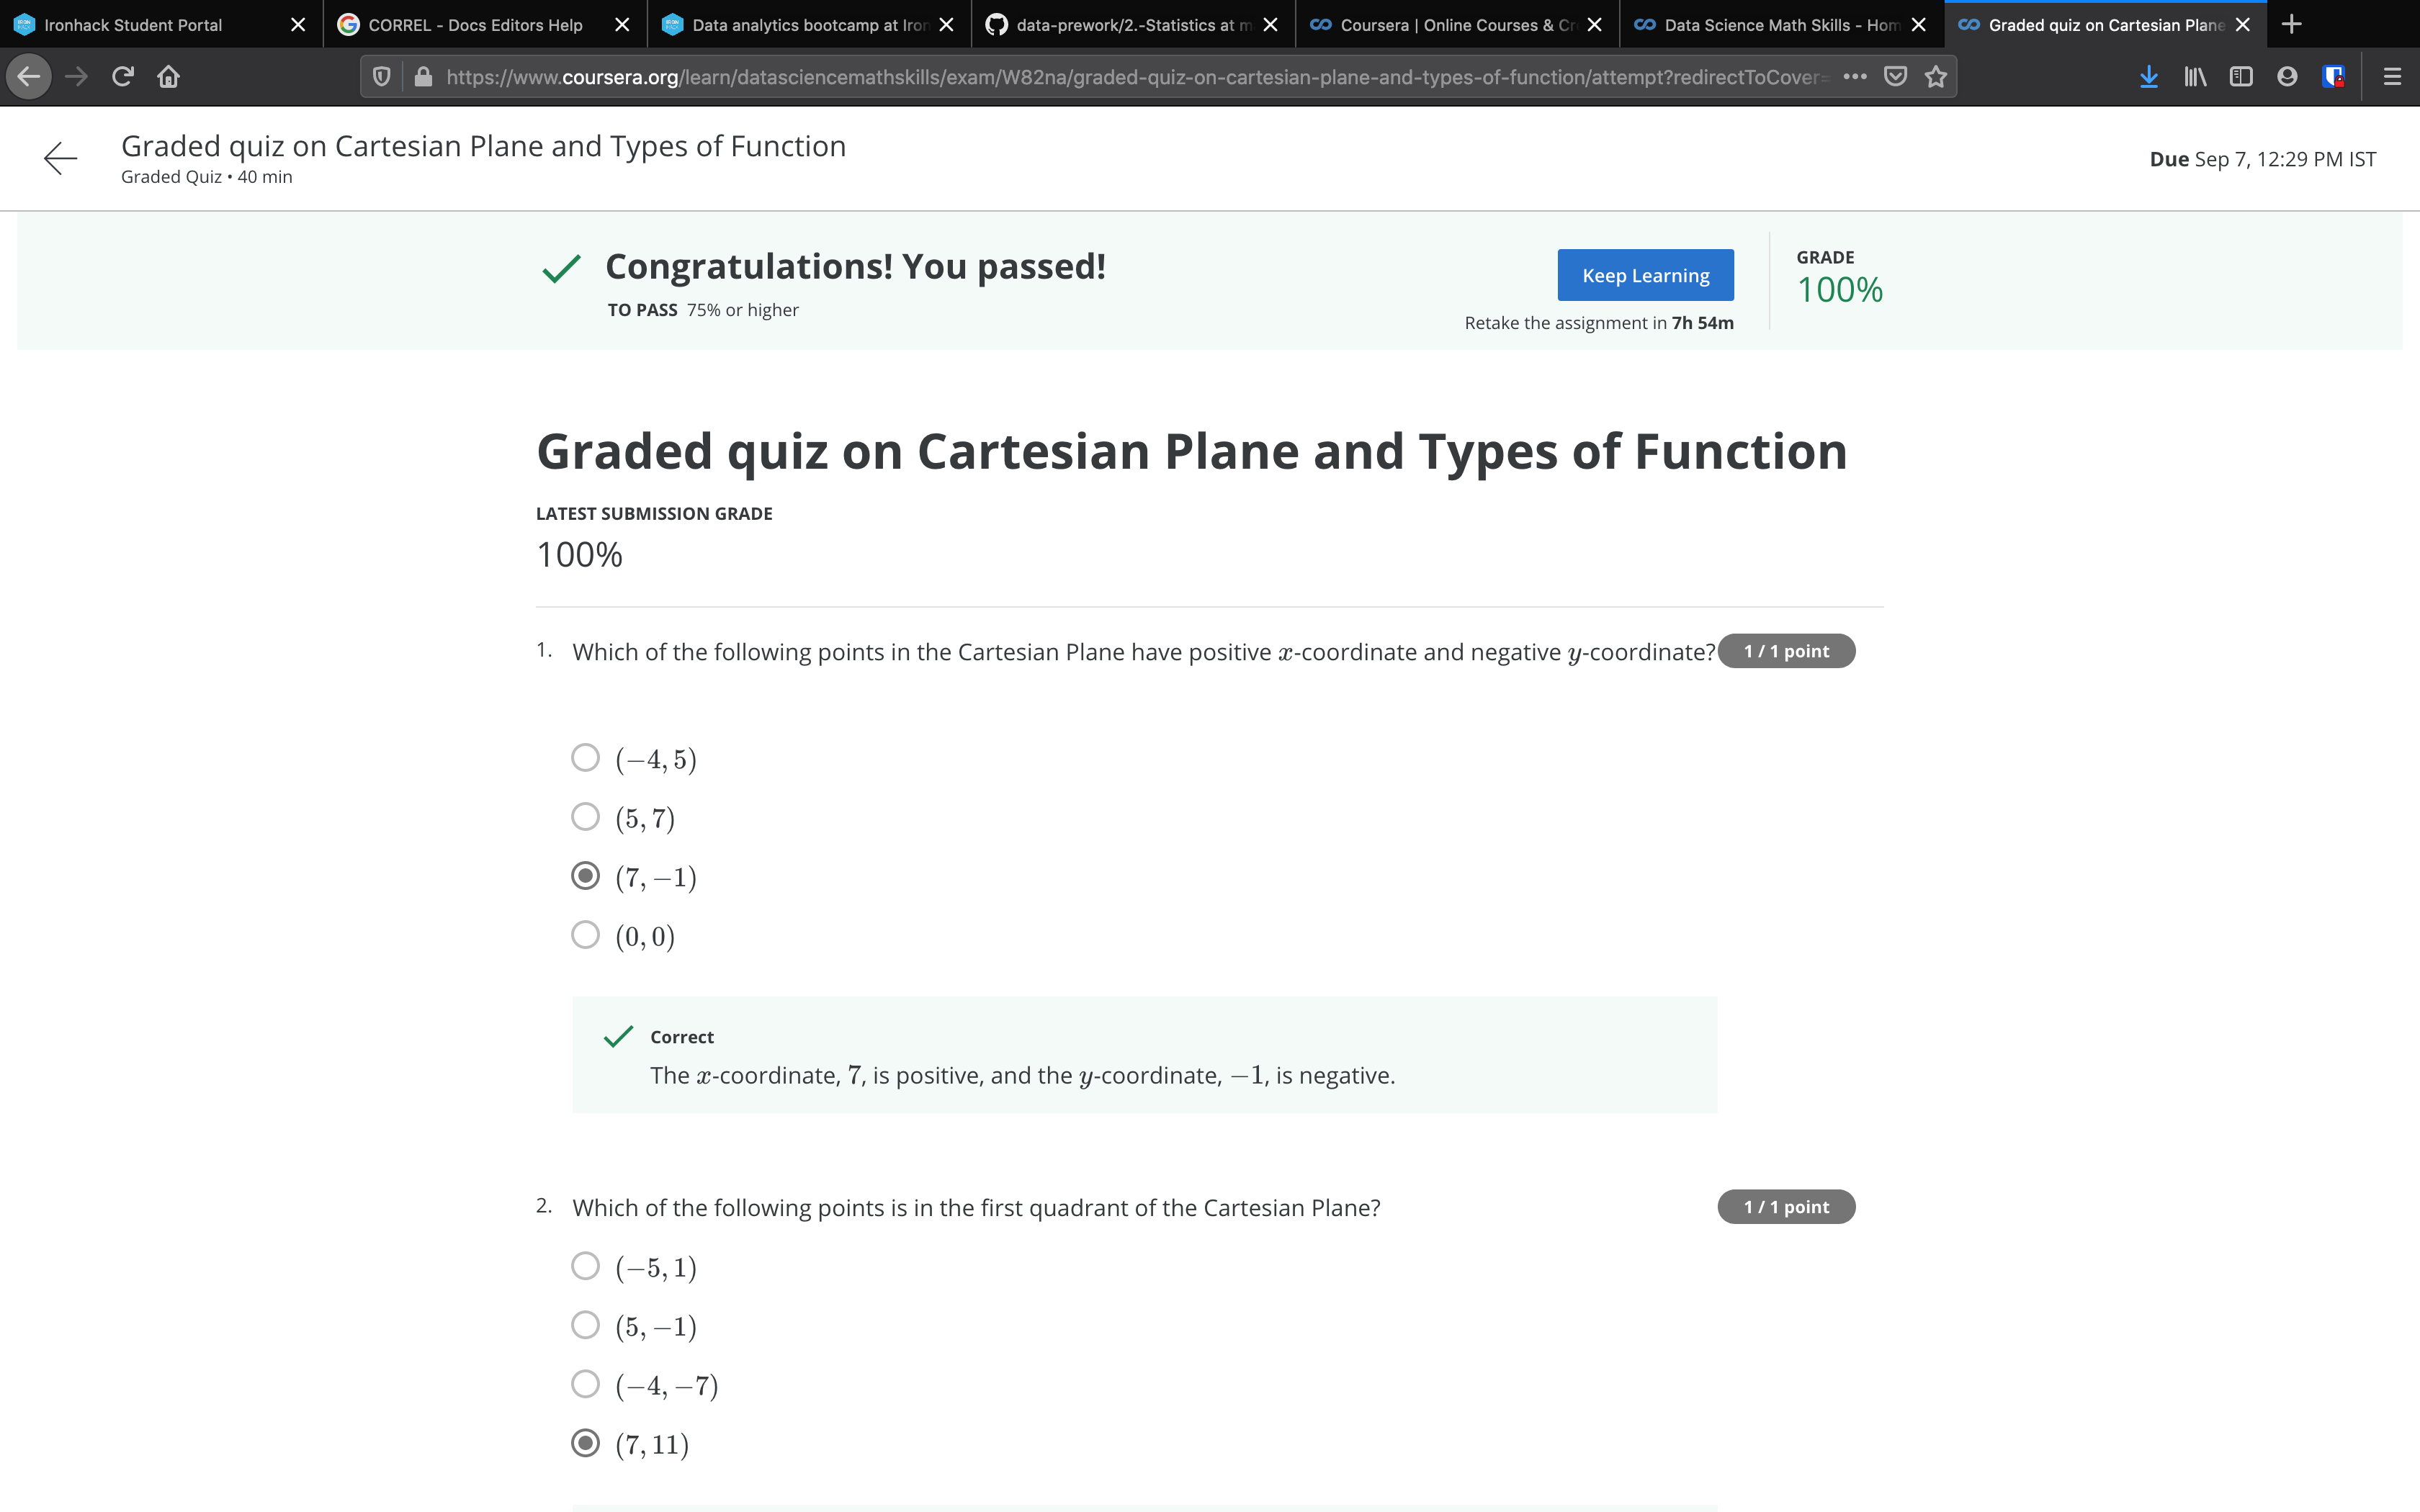 Ironhack Student Portal
CORREL - Docs Editors Help
Data analytics bootcamp at Iron
data-prework/2.-Statistics at m
Coursera | Online Courses & Cr
Data Science Math Skills - Hom
Graded quiz on Cartesian Plane
https://www.coursera.org/learn/datasciencemathskills/exam/W82na/graded-quiz-on-cartesian-plane-and-types-of-function/attempt?redirectToCover=
Graded quiz on Cartesian Plane and Types of Function
Graded Quiz • 40 min
Due Sep 7, 12:29 PM IST
Congratulations! You passed!
TO PASS 75% or higher
Keep Learning
Retake the assignment in 7h 54m
GRADE
100%
Graded quiz on Cartesian Plane and Types of Function
LATEST SUBMISSION GRADE
100%
1. Which of the following points in the Cartesian Plane have positive x-coordinate and negative y-coordinate? 1 / 1 point
(−4, 5)
(5, 7)
(7, −1)
(0, 0)
Correct
The x-coordinate, 7, is positive, and the y-coordinate, −1, is negative.
2. Which of the following points is in the first quadrant of the Cartesian Plane? 1 / 1 point
(−5, 1)
(5, −1)
(−4, −7)
(7, 11)